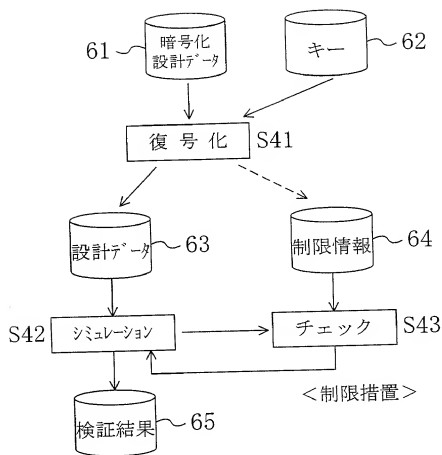 61
暗号化
設計データ
キー
62
復号化
S41
設計データ
63
制限情報
64
S42
シミュレーション
チェック
S43
検証結果
65
＜制限措置＞